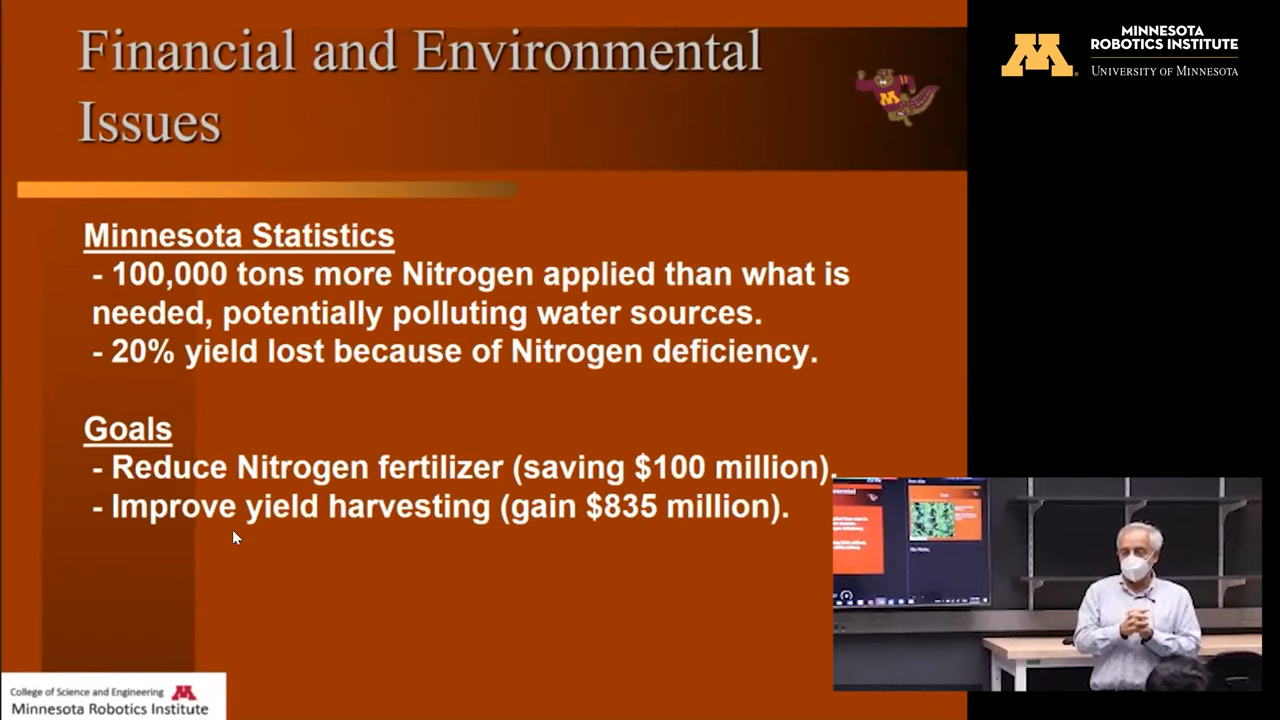 Financial and Environmental
Issues
MINNESOTA
ROBOTICS INSTITUTE
UNIVERSITY OF MINNESOTA
Minnesota Statistics
- 100,000 tons more Nitrogen applied than what is
needed, potentially polluting water sources.
- 20% yield lost because of Nitrogen deficiency.
Goals
- Reduce Nitrogen fertilizer (saving $100 million).
- Improve yield harvesting (gain $835 million).
College of Science and Engineering
Minnesota Robotics Institute